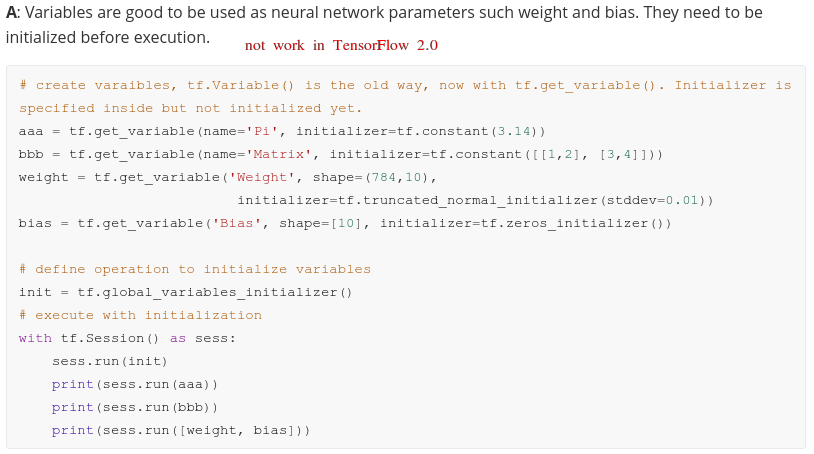 A: Variables are good to be used as neural network parameters such weight and bias. They need to be
initialized before execution.
not work in TensorFlow 2.0
# create varaibles, tf.Variable() is the old way, now with tf.get_variable(). Initializer is
specified inside but not initialized yet.
aaa = tf.get_variable(name='Pi', initializer=tf.constant(3.14))
bbb = tf.get_variable(name='Matrix', initializer=tf.constant([[1,2], [3,4]]))
weight = tf.get_variable('Weight', shape=(784,10),
                          initializer=tf.truncated_normal_initializer(stddev=0.01))
bias = tf.get_variable('Bias', shape=[10], initializer=tf.zeros_initializer())
# define operation to initialize variables
init = tf.global_variables_initializer()
# execute with initialization
with tf.Session() as sess:
    sess.run(init)
    print(sess.run(aaa))
    print(sess.run(bbb))
    print(sess.run([weight, bias]))